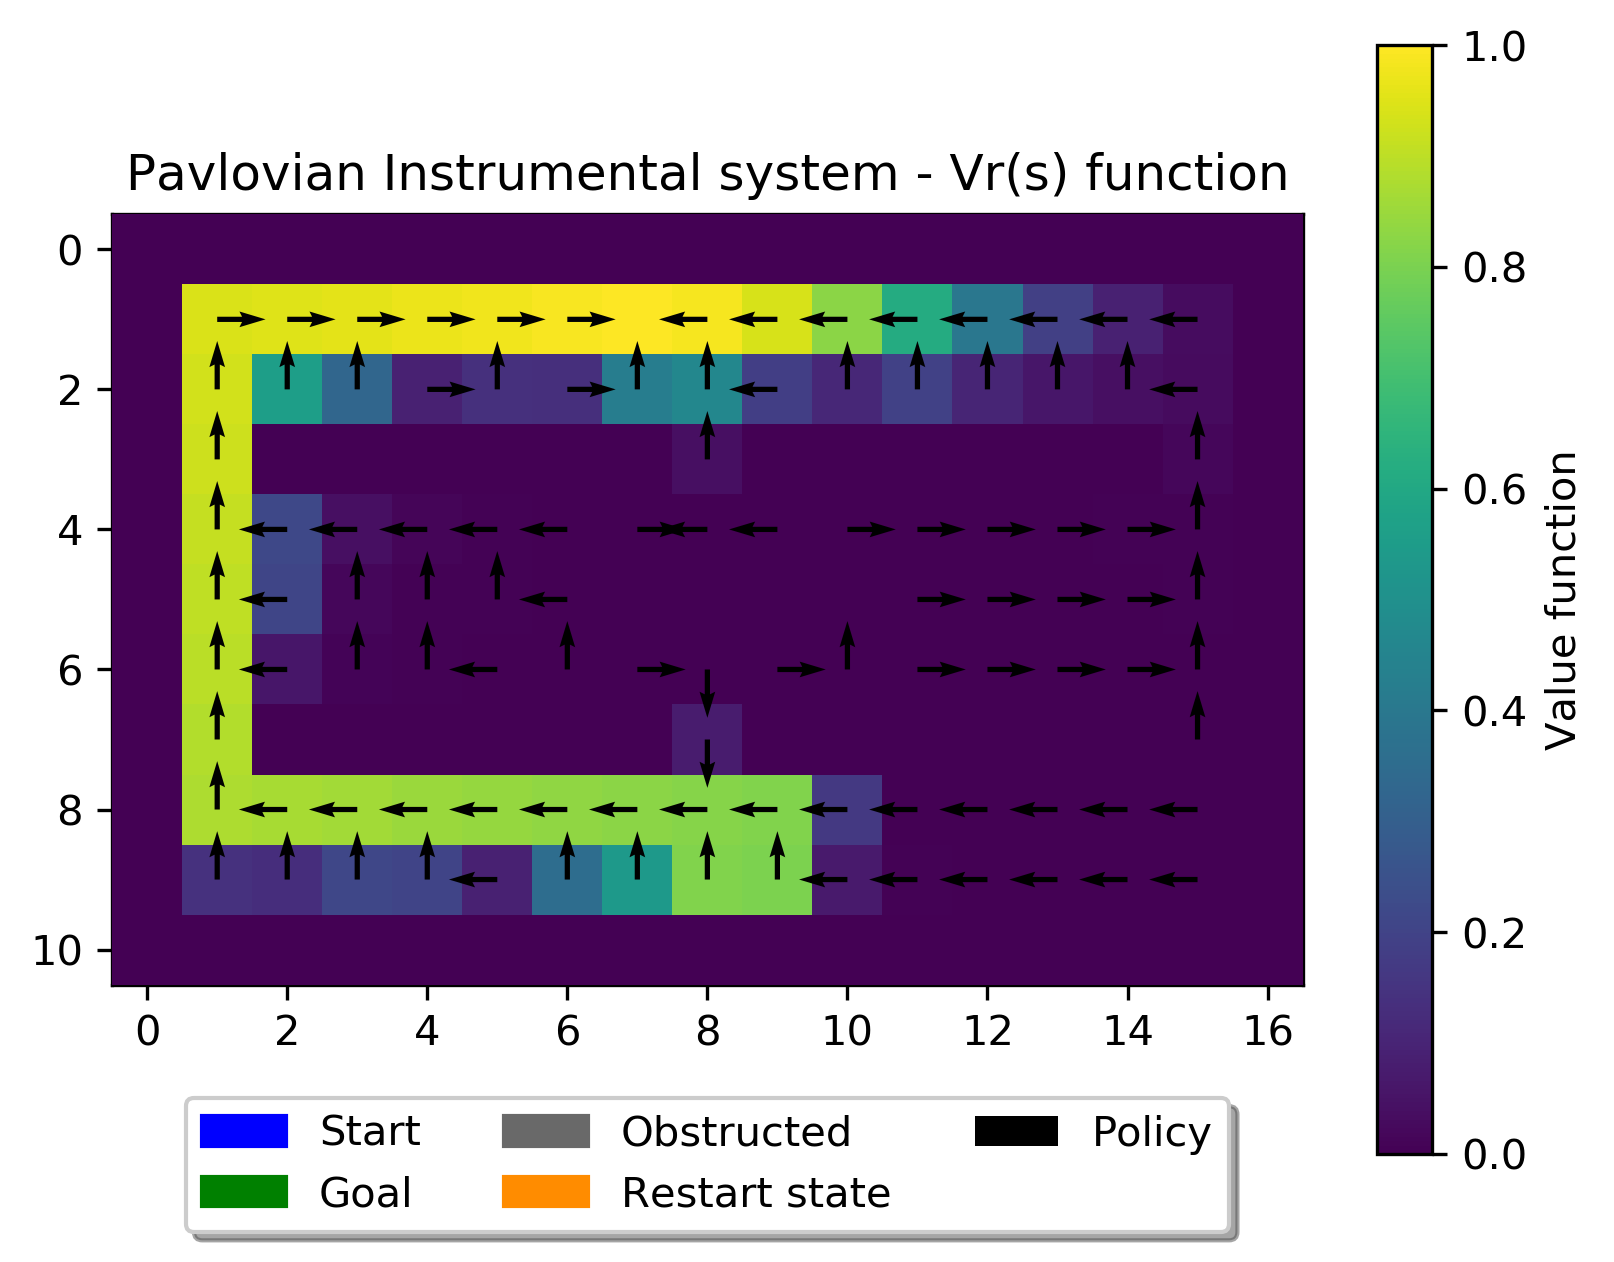 Pavlovian Instrumental system - Vr(s) function
1.0
0.8
0.6
0.4
0.2
0.0
Value function
0
2
4
6
8
10
0 2 4 6 8 10 12 14 16
Start Obstructed Policy
Goal Restart state